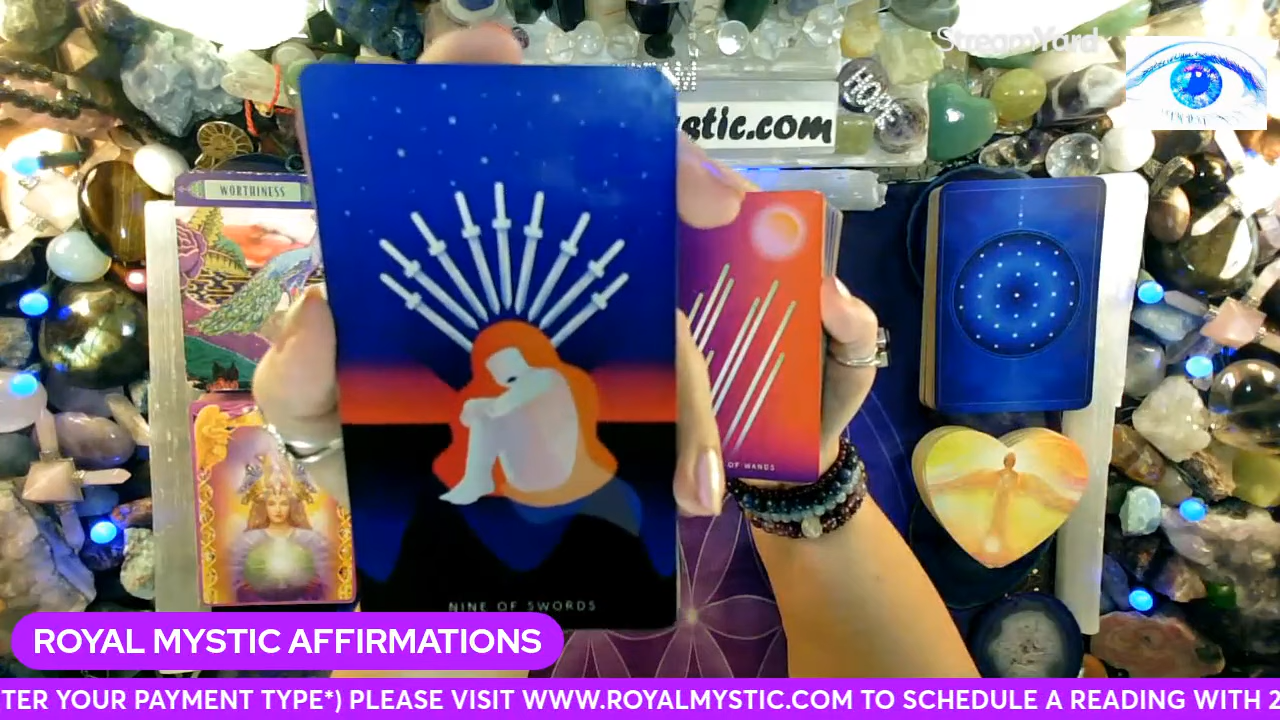 StreamYard
Hope
stic.com
WORTHINESS
OF WANDS
NINE OF SWORDS
ROYAL MYSTIC AFFIRMATIONS
TER YOUR PAYMENT TYPE*) PLEASE VISIT WWW.ROYALMYSTIC.COM TO SCHEDULE A READING WITH 2